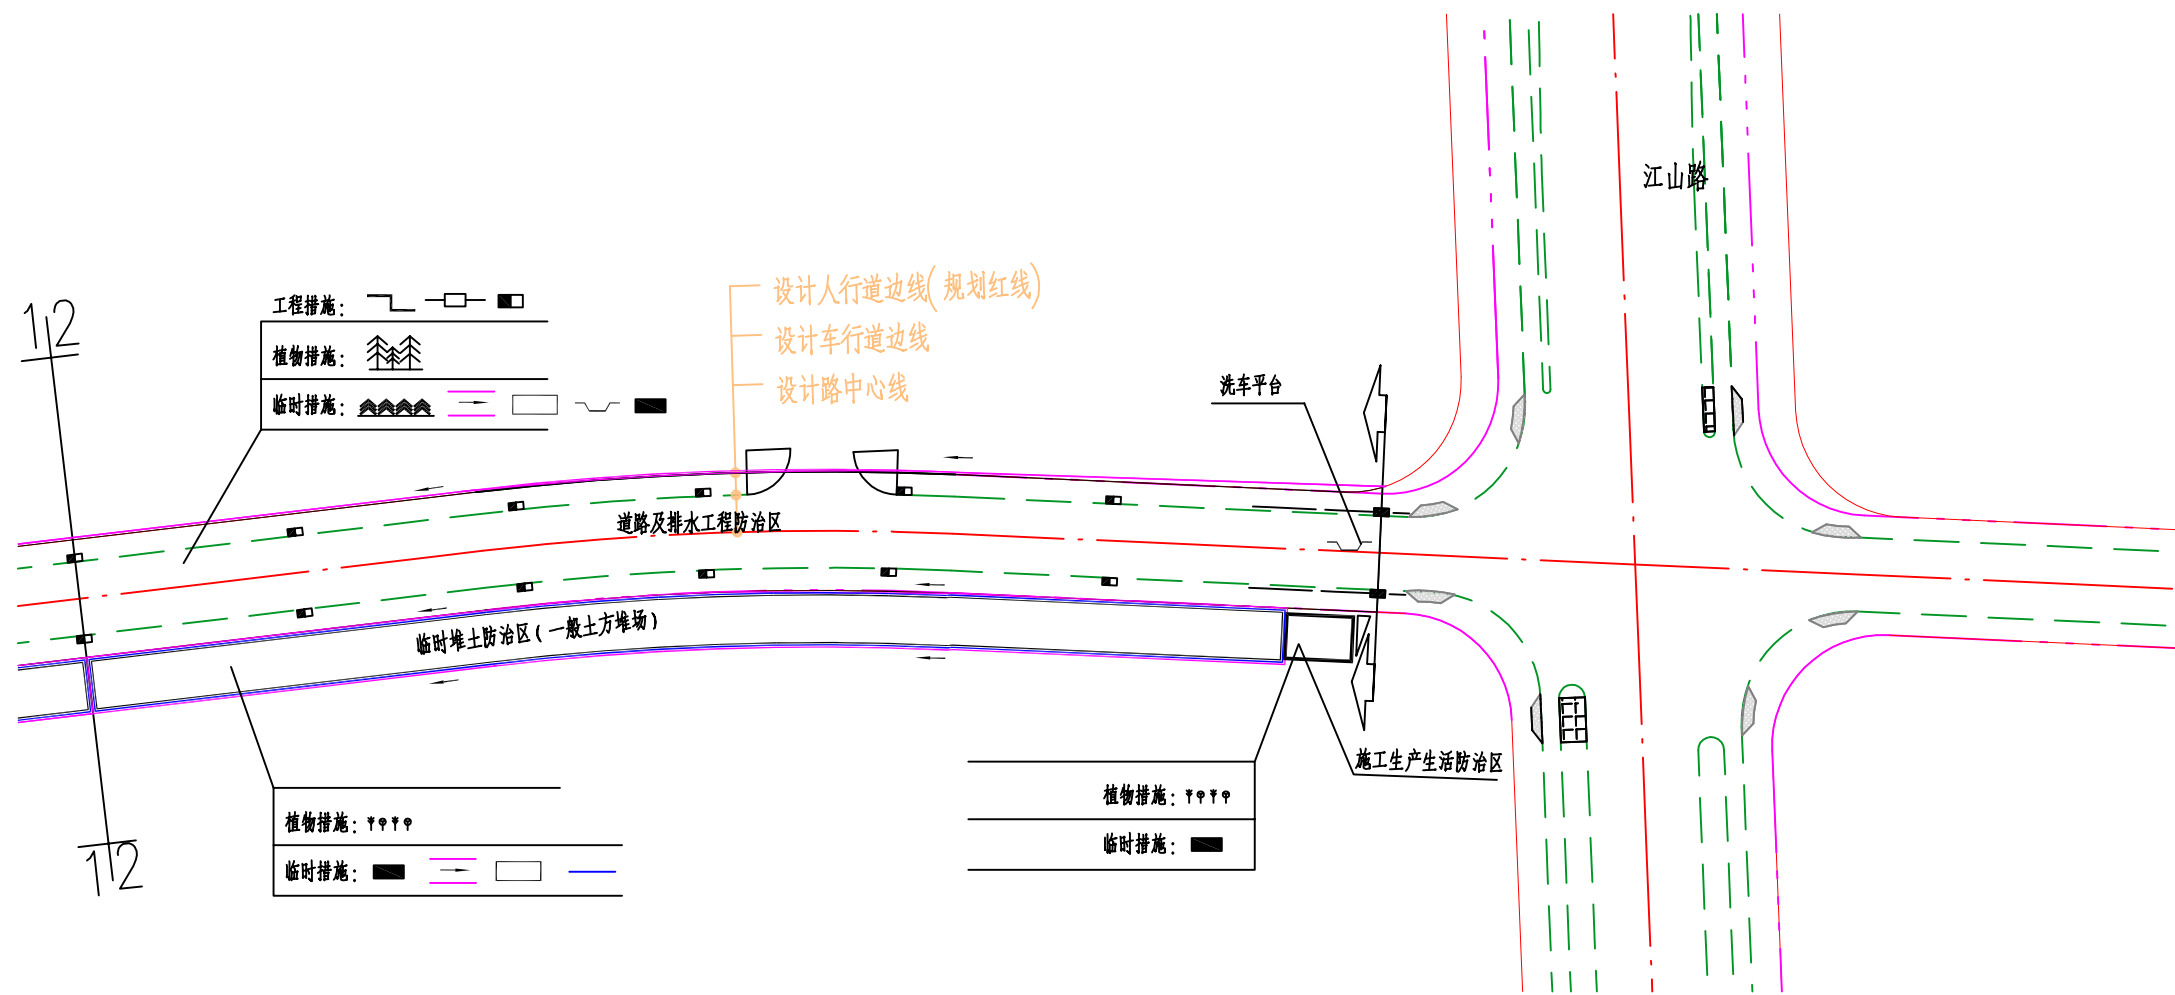 江山路
设计人行道边线(规划红线)
12
工程措施：
设计车行道边线
植物措施：
设计路中心线
洗车平台
临时措施：
道路及排水工程防治区
临时堆土防治区(一般土方堆场)
施工生产生活防治区
植物措施：
植物措施：
临时措施：
12
临时措施：